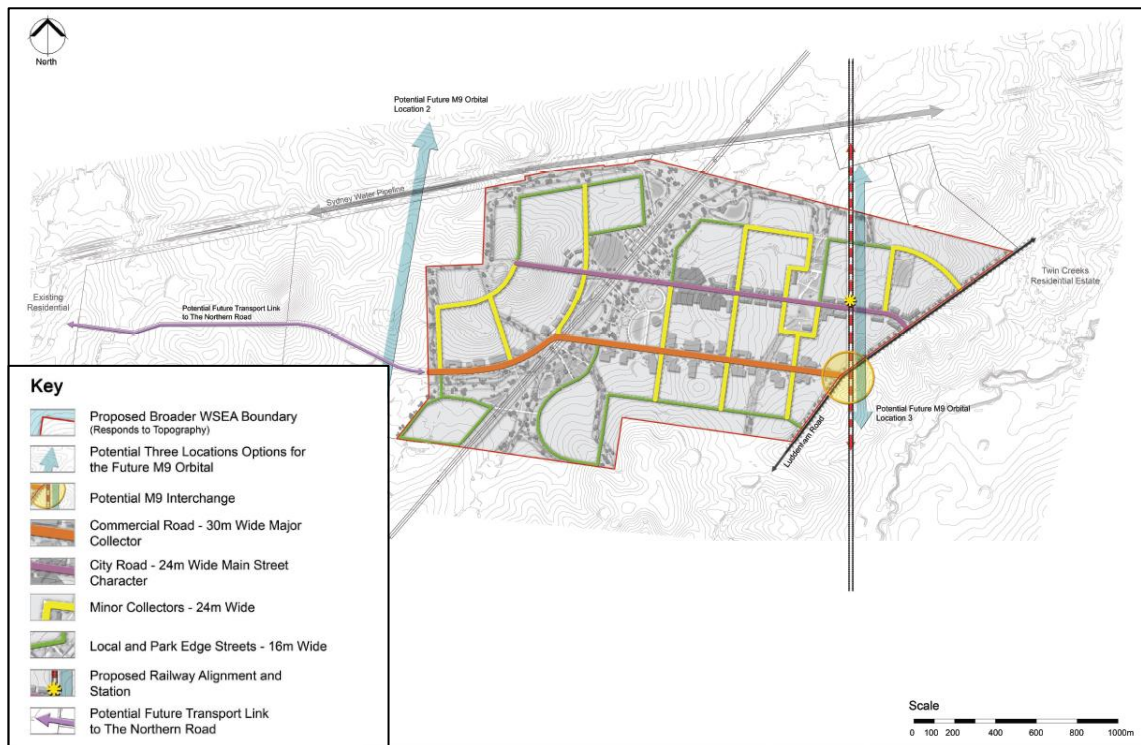 North
Potential Future M9 Orbital
Location 2
Sydney Water Pipeline
Twin Creeks
Residential Estate
Existing
Residential
Potential Future Transport Link
to The Northern Road
Potential Future M9 Orbital
Location 3
Luddenham Road
Key
Proposed Broader WSEA Boundary
(Responds to Topography)
Potential Three Locations Options for
the Future M9 Orbital
Potential M9 Interchange
Commercial Road - 30m Wide Major
Collector
City Road - 24m Wide Main Street
Character
Minor Collectors - 24m Wide
Local and Park Edge Streets - 16m Wide
Proposed Railway Alignment and
Station
Potential Future Transport Link
to The Northern Road
Scale
0 100 200 400 600 1000m